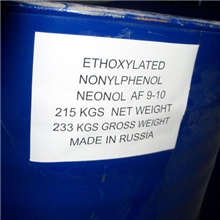 ETHOXYLATED
NONYLPHENOL
NEONOL AF 9-10
215 KGS NET WEIGHT
233 KGS GROSS WEIGHT
MADE IN RUSSIA